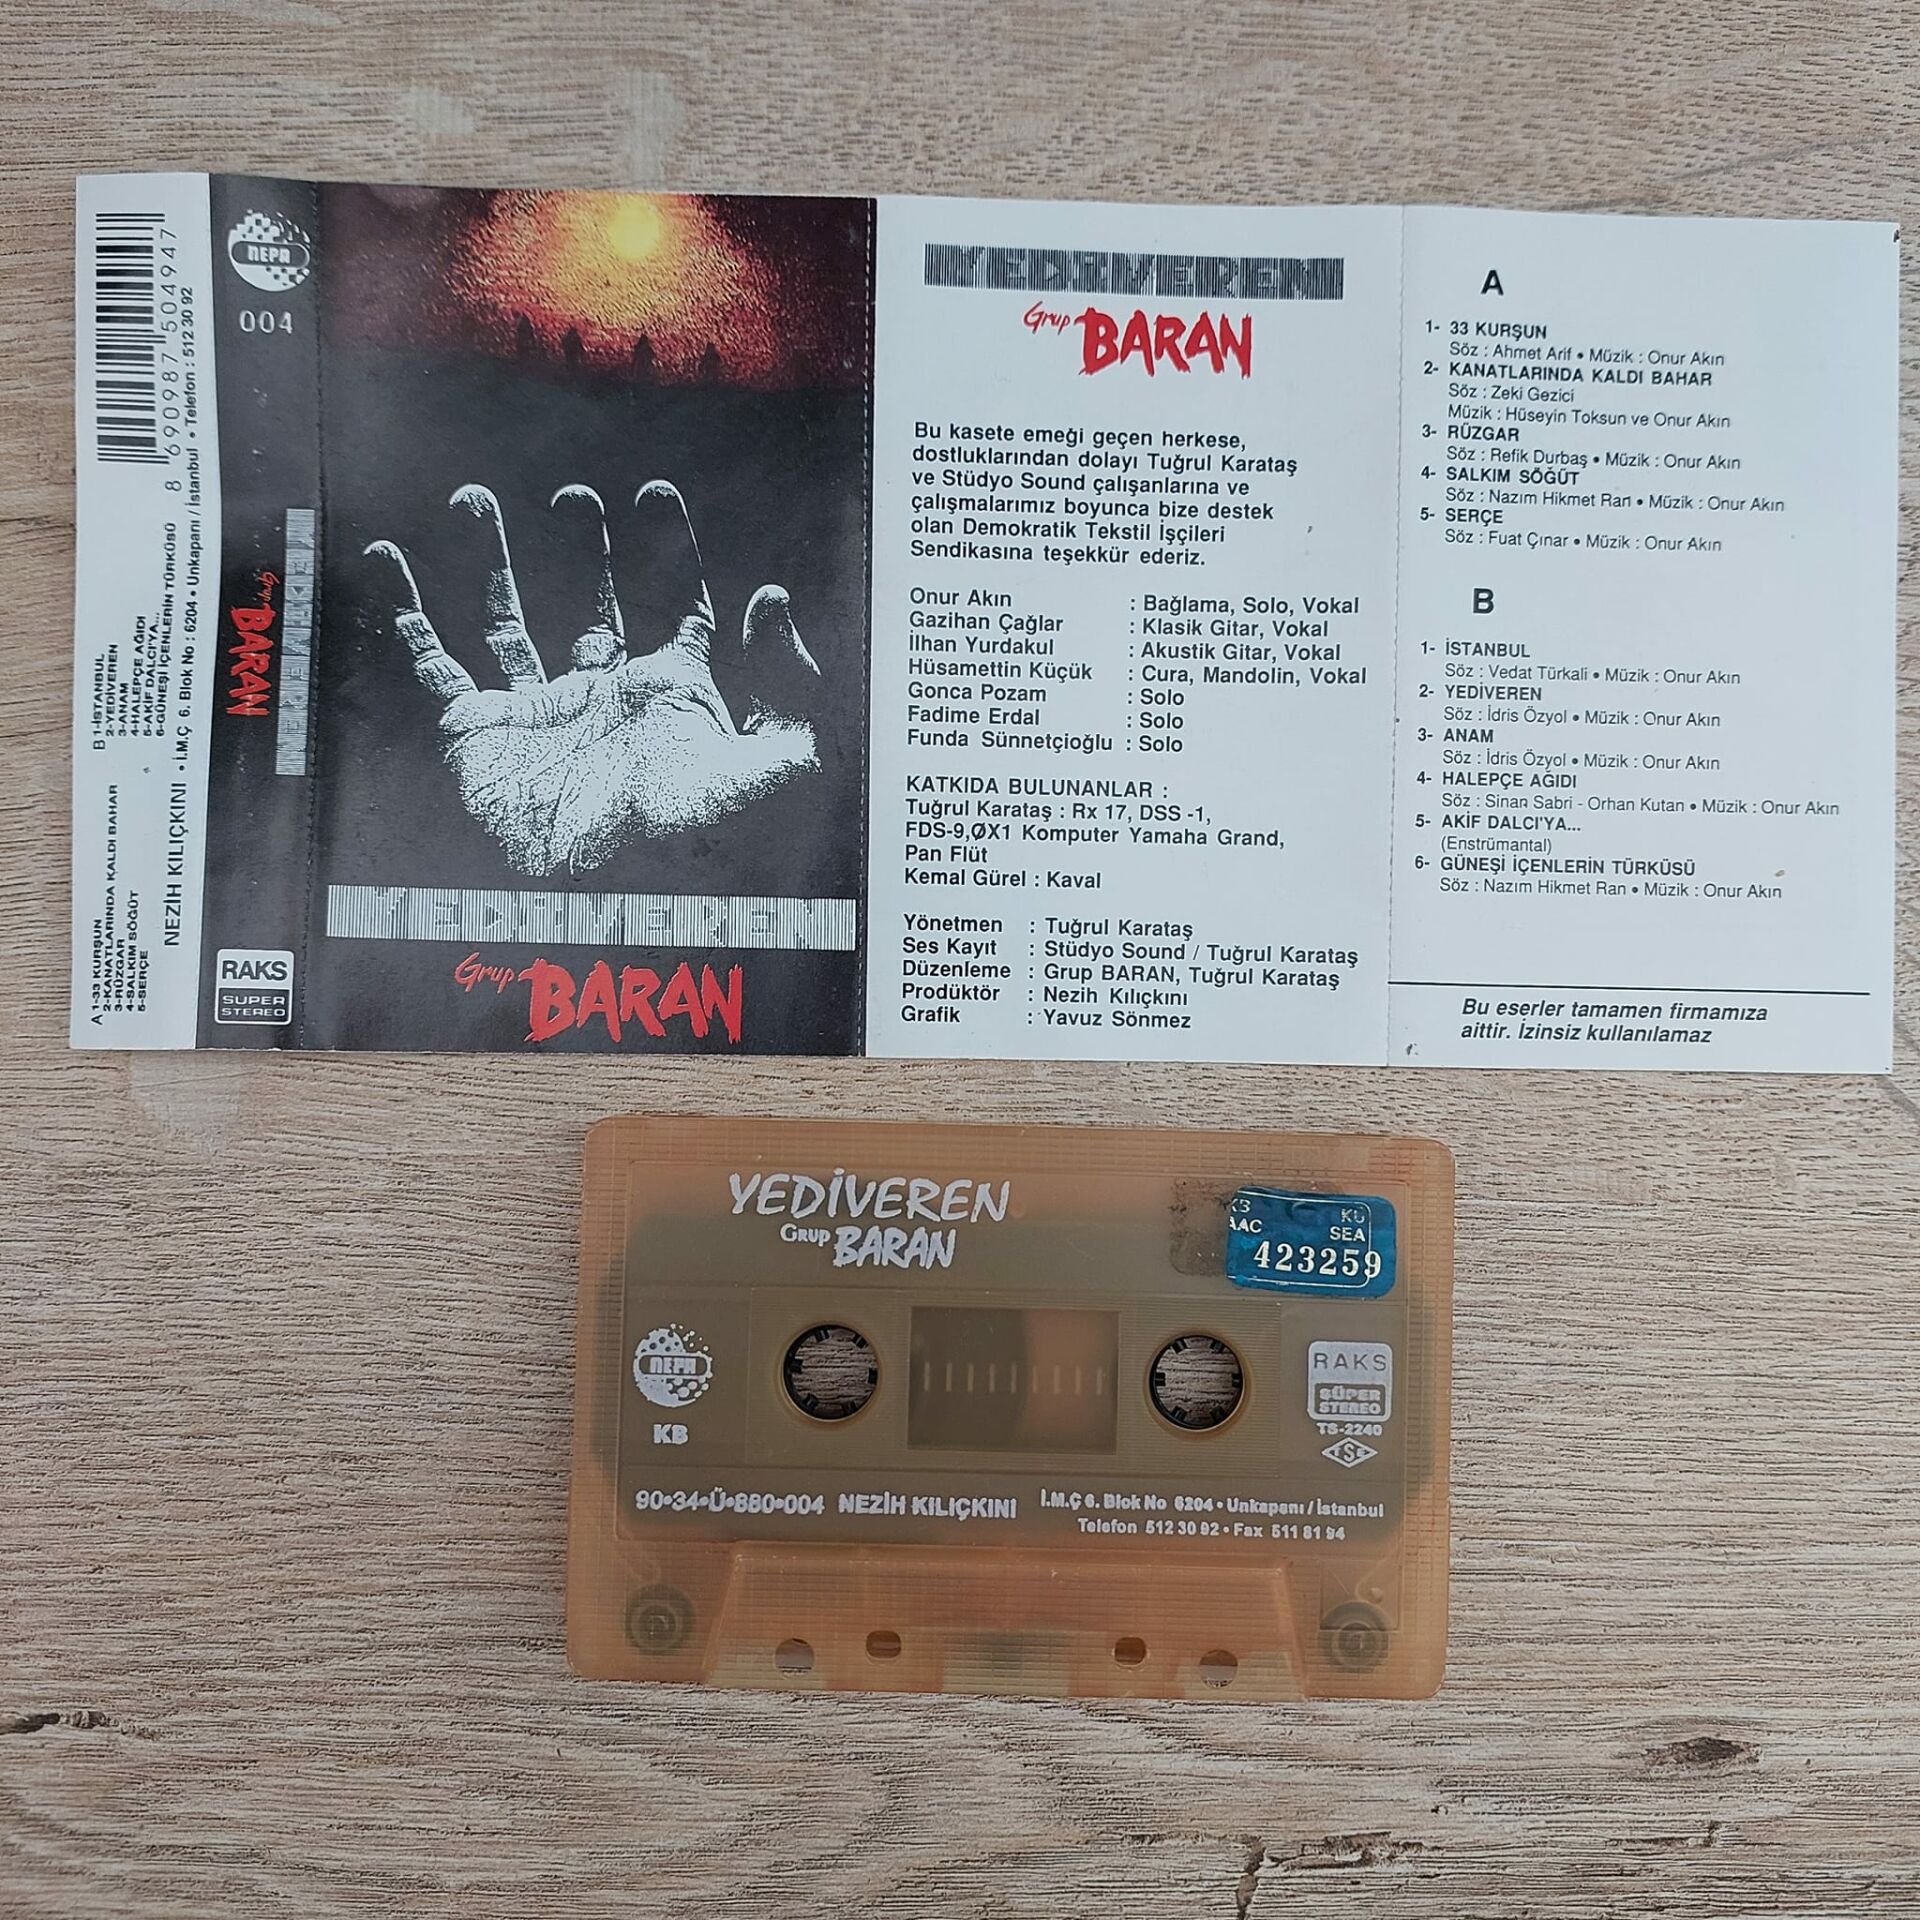 8 690987 504947
A 1-33 KURŞUN
2-KANATLARINDA KALDI BAHAR
3-RÜZGAR
4-SALKIM SÖĞÜT
5-SERÇE
B 1-İSTANBUL
2-YEDİVEREN
3-ANAM
4-HALEPÇE AĞIDI
5-AKİF DALCI'YA...
6-GÜNEŞİ İÇENLERİN TÜRKÜSÜ
NEZİH KILIÇKINI • İ.M.Ç 6. Blok No : 6204 • Unkapanı / İstanbul • Telefon : 512 30 92
NEPA
004
YEDİVEREN
Grup BARAN
RAKS
SUPER
STEREO
YEDİVEREN
Grup BARAN
YEDİVEREN
Grup BARAN
Bu kasete emeği geçen herkese,
dostluklarından dolayı Tuğrul Karataş
ve Stüdyo Sound çalışanlarına ve
çalışmalarımız boyunca bize destek
olan Demokratik Tekstil İşçileri
Sendikasına teşekkür ederiz.
Onur Akın : Bağlama, Solo, Vokal
Gazihan Çağlar : Klasik Gitar, Vokal
İlhan Yurdakul : Akustik Gitar, Vokal
Hüsamettin Küçük : Cura, Mandolin, Vokal
Gonca Pozam : Solo
Fadime Erdal : Solo
Funda Sünnetçioğlu : Solo
KATKIDA BULUNANLAR :
Tuğrul Karataş : Rx 17, DSS -1,
FDS-9,ØX1 Komputer Yamaha Grand,
Pan Flüt
Kemal Gürel : Kaval
Yönetmen : Tuğrul Karataş
Ses Kayıt : Stüdyo Sound / Tuğrul Karataş
Düzenleme : Grup BARAN, Tuğrul Karataş
Prodüktör : Nezih Kılıçkını
Grafik : Yavuz Sönmez
A
1- 33 KURŞUN
Söz : Ahmet Arif • Müzik : Onur Akın
2- KANATLARINDA KALDI BAHAR
Söz : Zeki Gezici
Müzik : Hüseyin Toksun ve Onur Akın
3- RÜZGAR
Söz : Refik Durbaş • Müzik : Onur Akın
4- SALKIM SÖĞÜT
Söz : Nazım Hikmet Ran • Müzik : Onur Akın
5- SERÇE
Söz : Fuat Çınar • Müzik : Onur Akın
B
1- İSTANBUL
Söz : Vedat Türkali • Müzik : Onur Akın
2- YEDİVEREN
Söz : İdris Özyol • Müzik : Onur Akın
3- ANAM
Söz : İdris Özyol • Müzik : Onur Akın
4- HALEPÇE AĞIDI
Söz : Sinan Sabri - Orhan Kutan • Müzik : Onur Akın
5- AKİF DALCI'YA...
(Enstrümantal)
6- GÜNEŞİ İÇENLERİN TÜRKÜSÜ
Söz : Nazım Hikmet Ran • Müzik : Onur Akın
Bu eserler tamamen firmamıza
aittir. İzinsiz kullanılamaz
YEDİVEREN
GRUP BARAN
KB KÜ
AAC SEA
423259
NEPA
KB
RAKS
SÜPER
STEREO
TS-2240
TSE
90•34•Ü•880•004 NEZİH KILIÇKINI
İ.M.Ç 6. Blok No 6204 • Unkapanı / İstanbul
Telefon 512 30 92 • Fax 511 81 94